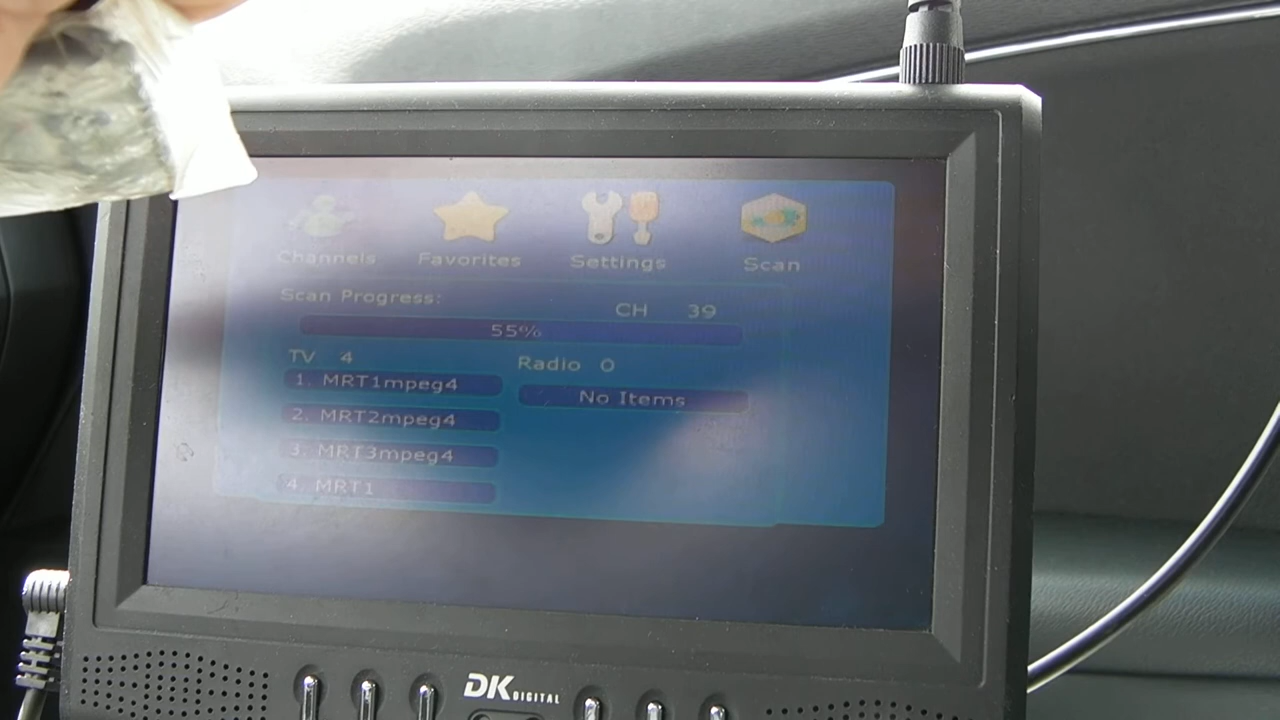 Channels Favorites Settings Scan
Scan Progress: CH 39
55%
TV 4 Radio 0
1. MRT1mpeg4 No Items
2. MRT2mpeg4
3. MRT3mpeg4
4. MRT1
DK DIGITAL